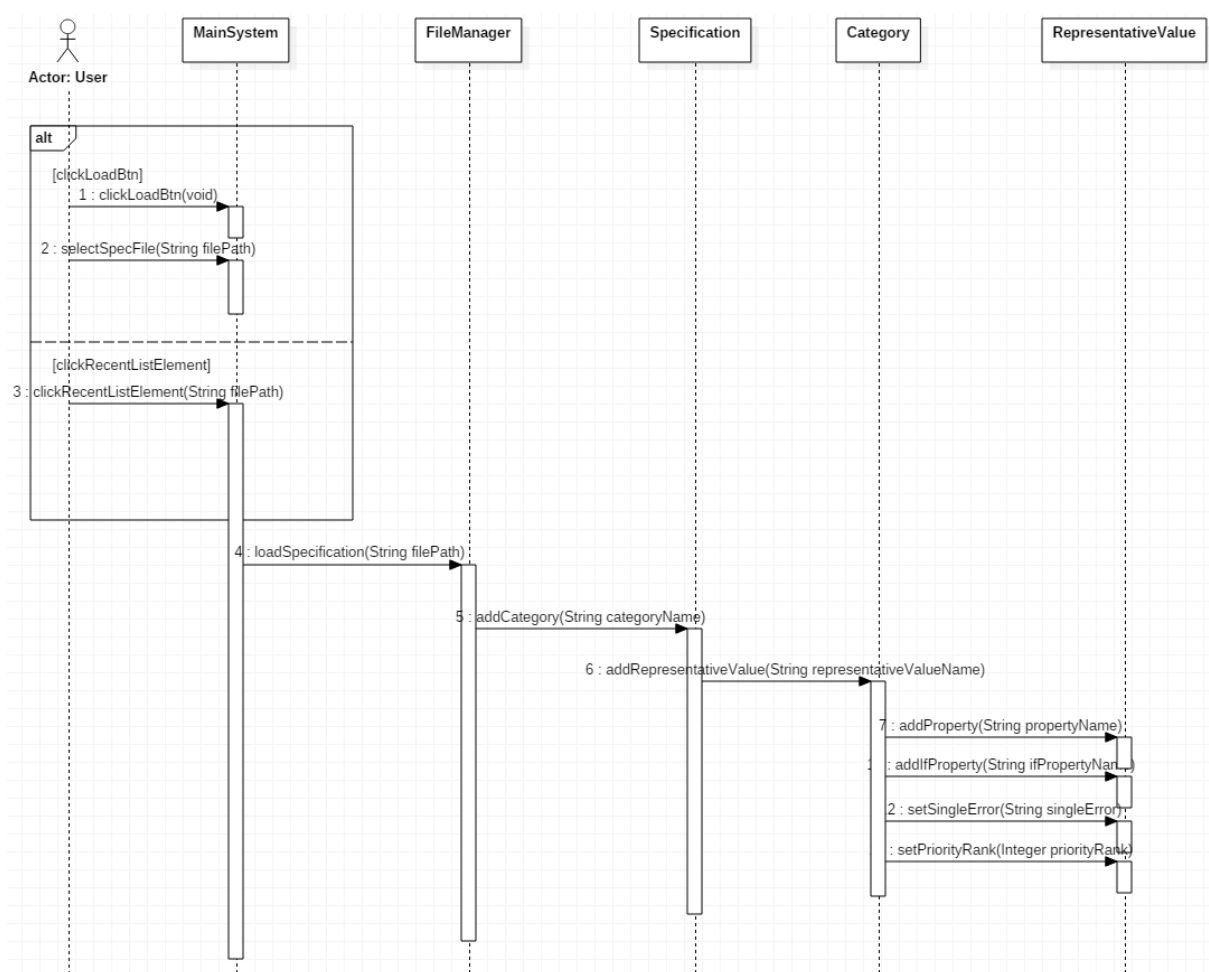 MainSystem
FileManager
Specification
Category
RepresentativeValue
Actor: User
alt
[clickLoadBtn]
1 : clickLoadBtn(void)
2 : selectSpecFile(String filePath)
[clickRecentListElement]
3 : clickRecentListElement(String filePath)
4 : loadSpecification(String filePath)
5 : addCategory(String categoryName)
6 : addRepresentativeValue(String representativeValueName)
7 : addProperty(String propertyName)
: addIfProperty(String ifPropertyName)
: setSingleError(String singleError)
: setPriorityRank(Integer priorityRank)